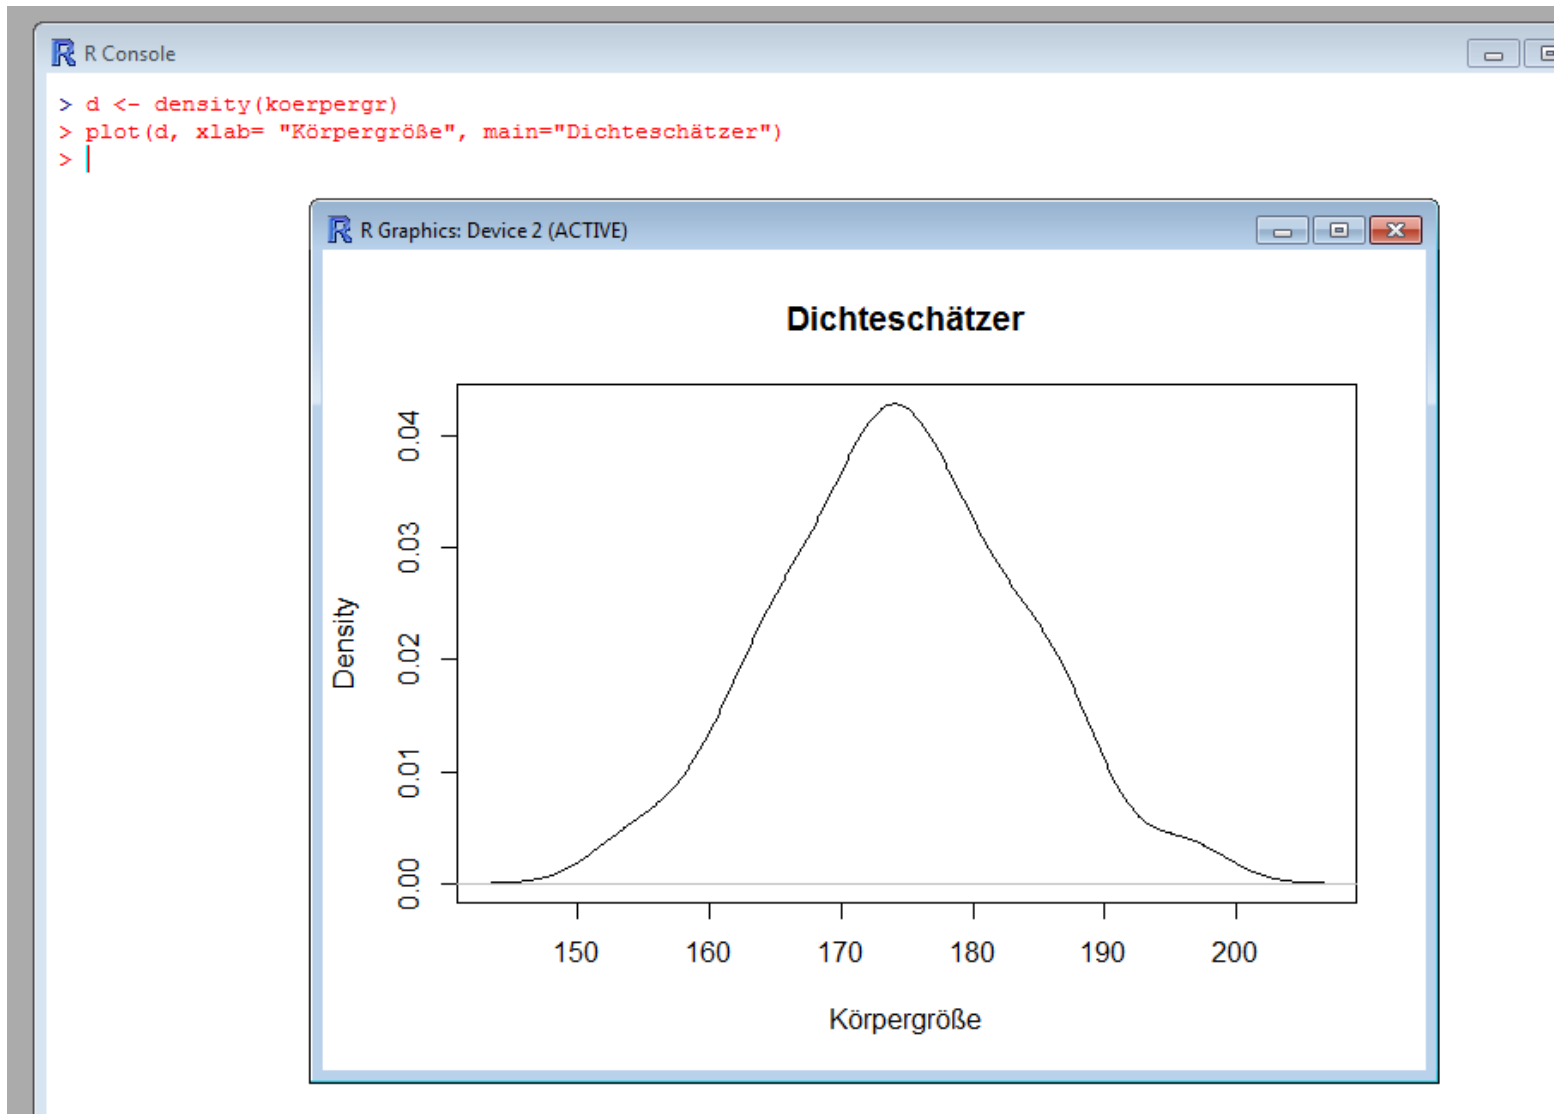 R Console
> d <- density(koerpergr)
> plot(d, xlab= "Körpergröße", main="Dichteschätzer")
>
R Graphics: Device 2 (ACTIVE)
Dichteschätzer
Density
0.04
0.03
0.02
0.01
0.00
150 160 170 180 190 200
Körpergröße